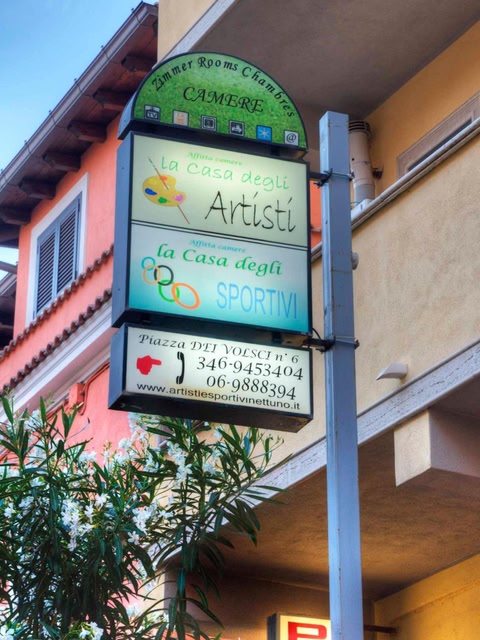 Zimmer Rooms Chambres
CAMERE
@
Affitta camere
la Casa degli
Artisti
Affitta camere
la Casa degli
SPORTIVI
Piazza DEI VOLSCI n° 6
346-9453404
06-9888394
www.artistiesportivinettuno.it
P